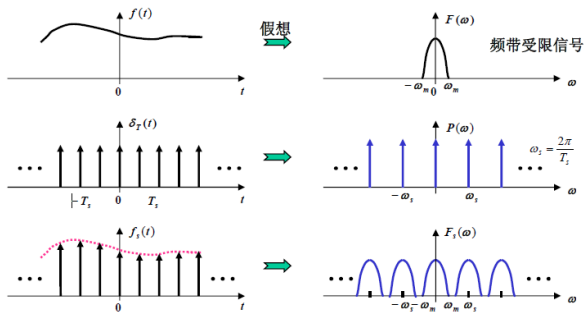 f(t)
假想
F(ω)
频带受限信号
0
t
-ω_m
0
ω_m
ω
δ_T(t)
P(ω)
ω_s = 2π/T_s
...
...
...
...
├-T_s
0
T_s
t
-ω_s
ω_s
ω
f_s(t)
F_s(ω)
...
...
...
...
0
t
-ω_s
-ω_m
ω_m
ω_s
ω